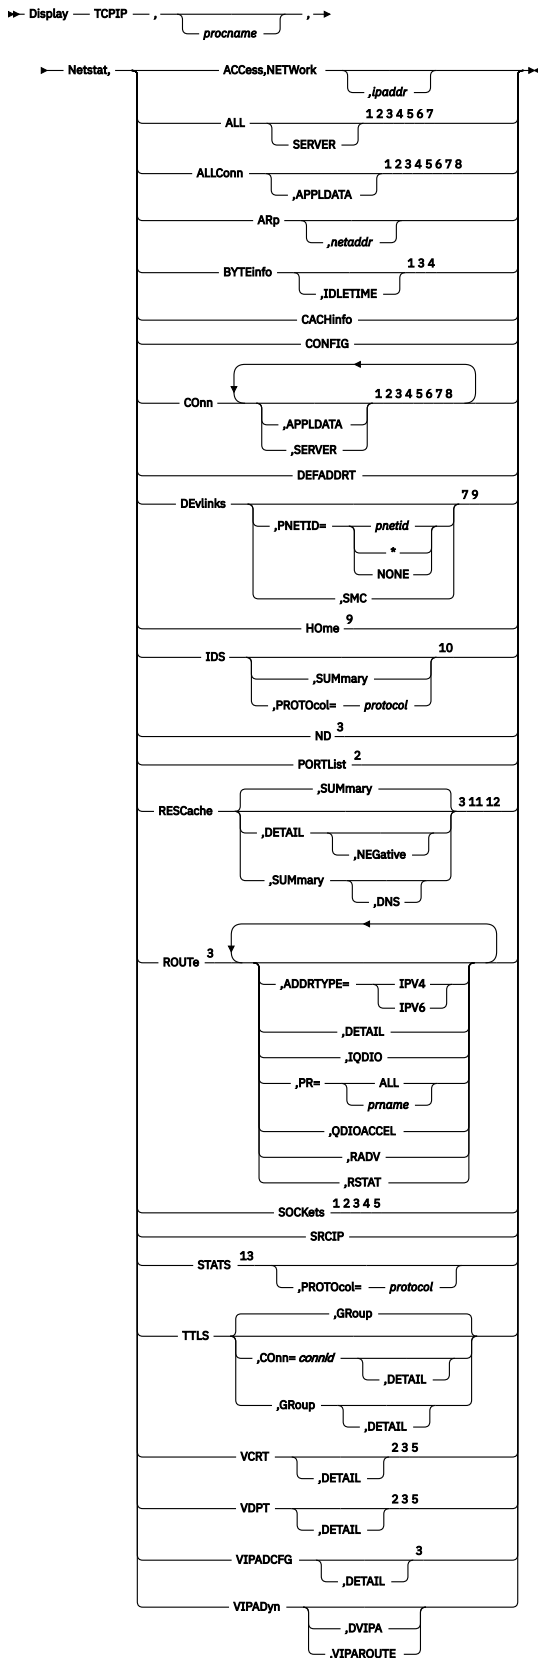 Display TCPIP , ,
procname
Netstat, ACCess,NETWork
,ipaddr
ALL 1 2 3 4 5 6 7
SERVER
ALLConn 1 2 3 4 5 6 7 8
,APPLDATA
ARp
,netaddr
BYTEinfo 1 3 4
,IDLETIME
CACHinfo
CONFIG
COnn 1 2 3 4 5 6 7 8
,APPLDATA
,SERVER
DEFADDRT
DEvlinks 7 9
,PNETID= pnetid
*
NONE
,SMC
HOme 9
IDS 10
,SUMmary
,PROTOcol= protocol
ND 3
PORTList 2
,SUMmary
RESCache 3 11 12
,DETAIL
,NEGative
,SUMmary
,DNS
ROUTe 3
,ADDRTYPE= IPV4
IPV6
,DETAIL
,IQDIO
,PR= ALL
prname
,QDIOACCEL
,RADV
,RSTAT
SOCKets 1 2 3 4 5
SRCIP
STATS 13
,PROTOcol= protocol
,GRoup
TTLS
,COnn= connid
,DETAIL
,GRoup
,DETAIL
VCRT 2 3 5
,DETAIL
VDPT 2 3 5
,DETAIL
VIPADCFG 3
,DETAIL
VIPADyn
,DVIPA
,VIPAROUTE